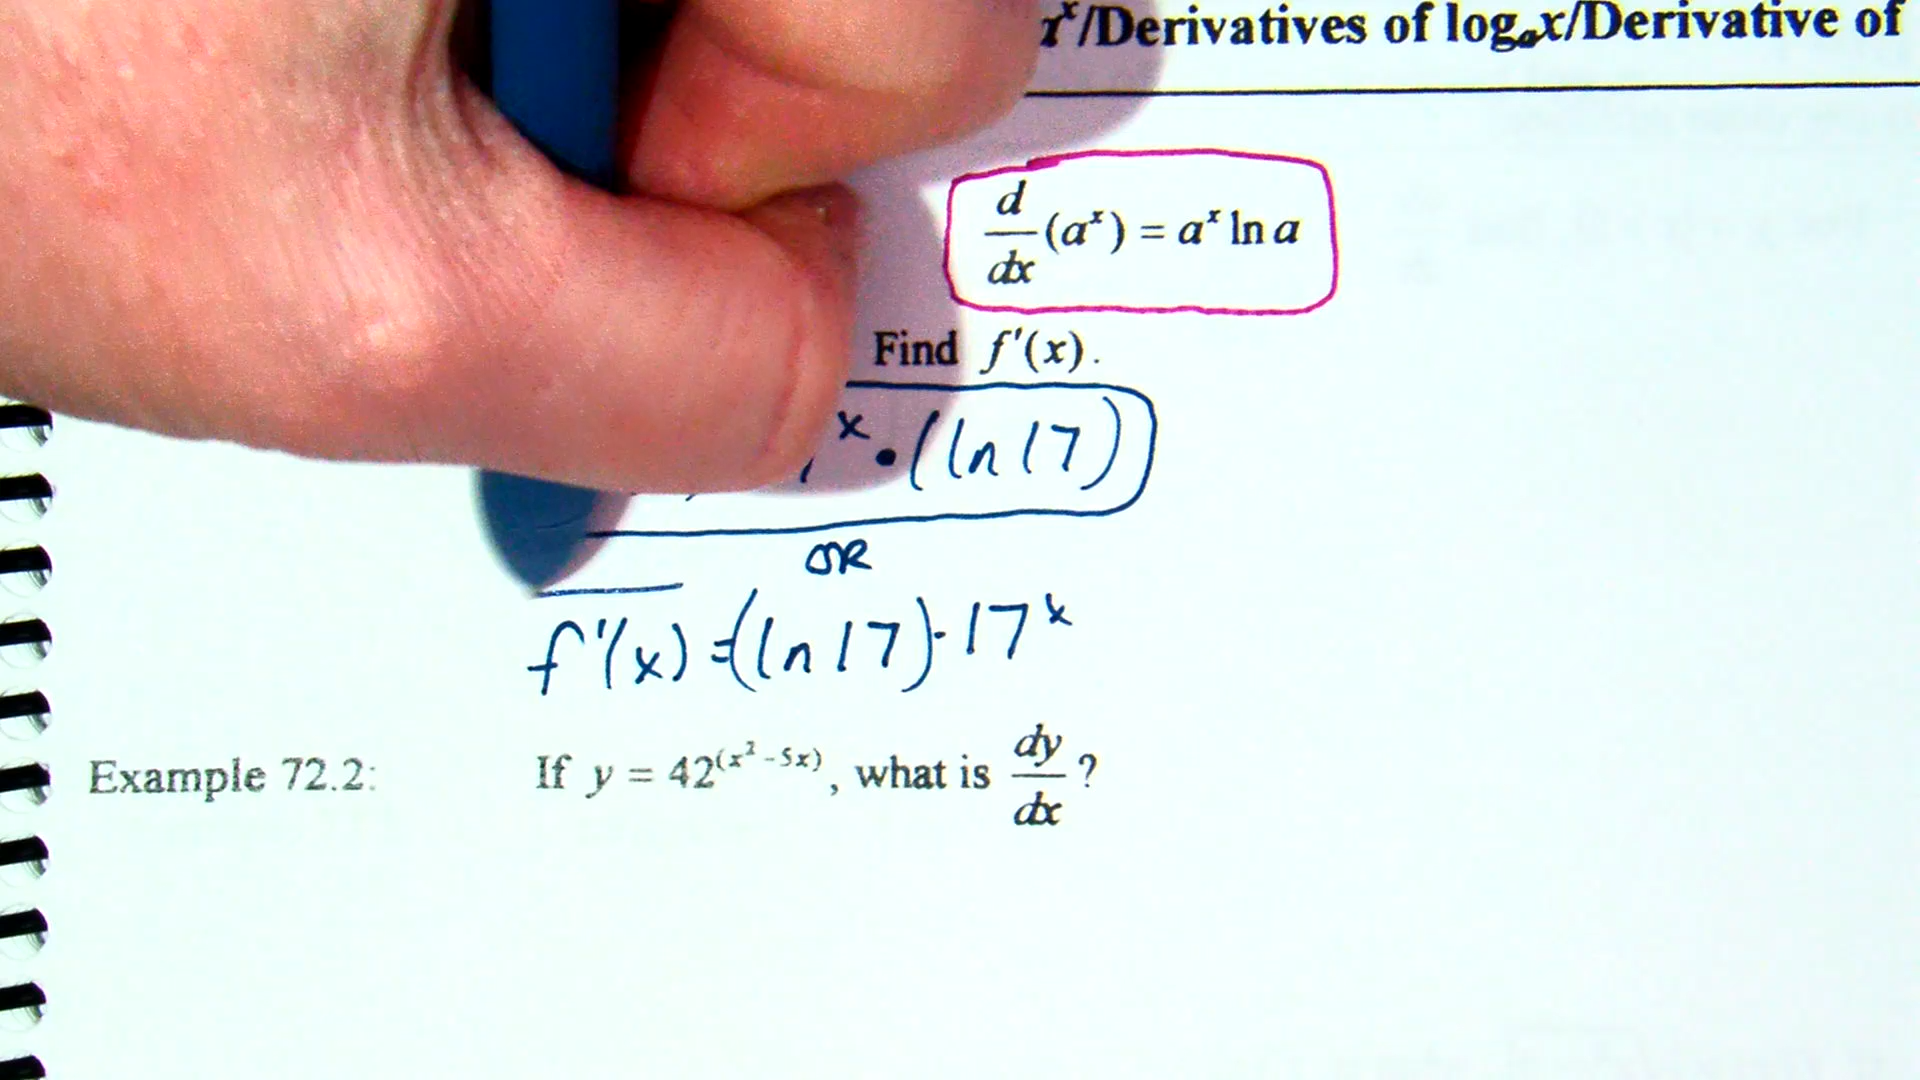 /Derivatives of logₐx/Derivative of
d/dx (aˣ) = aˣ ln a
Find f'(x).
ˣ • (ln 17)
OR
f'(x) = (ln 17) · 17ˣ
Example 72.2: If y = 42^(x² - 5x), what is dy/dx ?